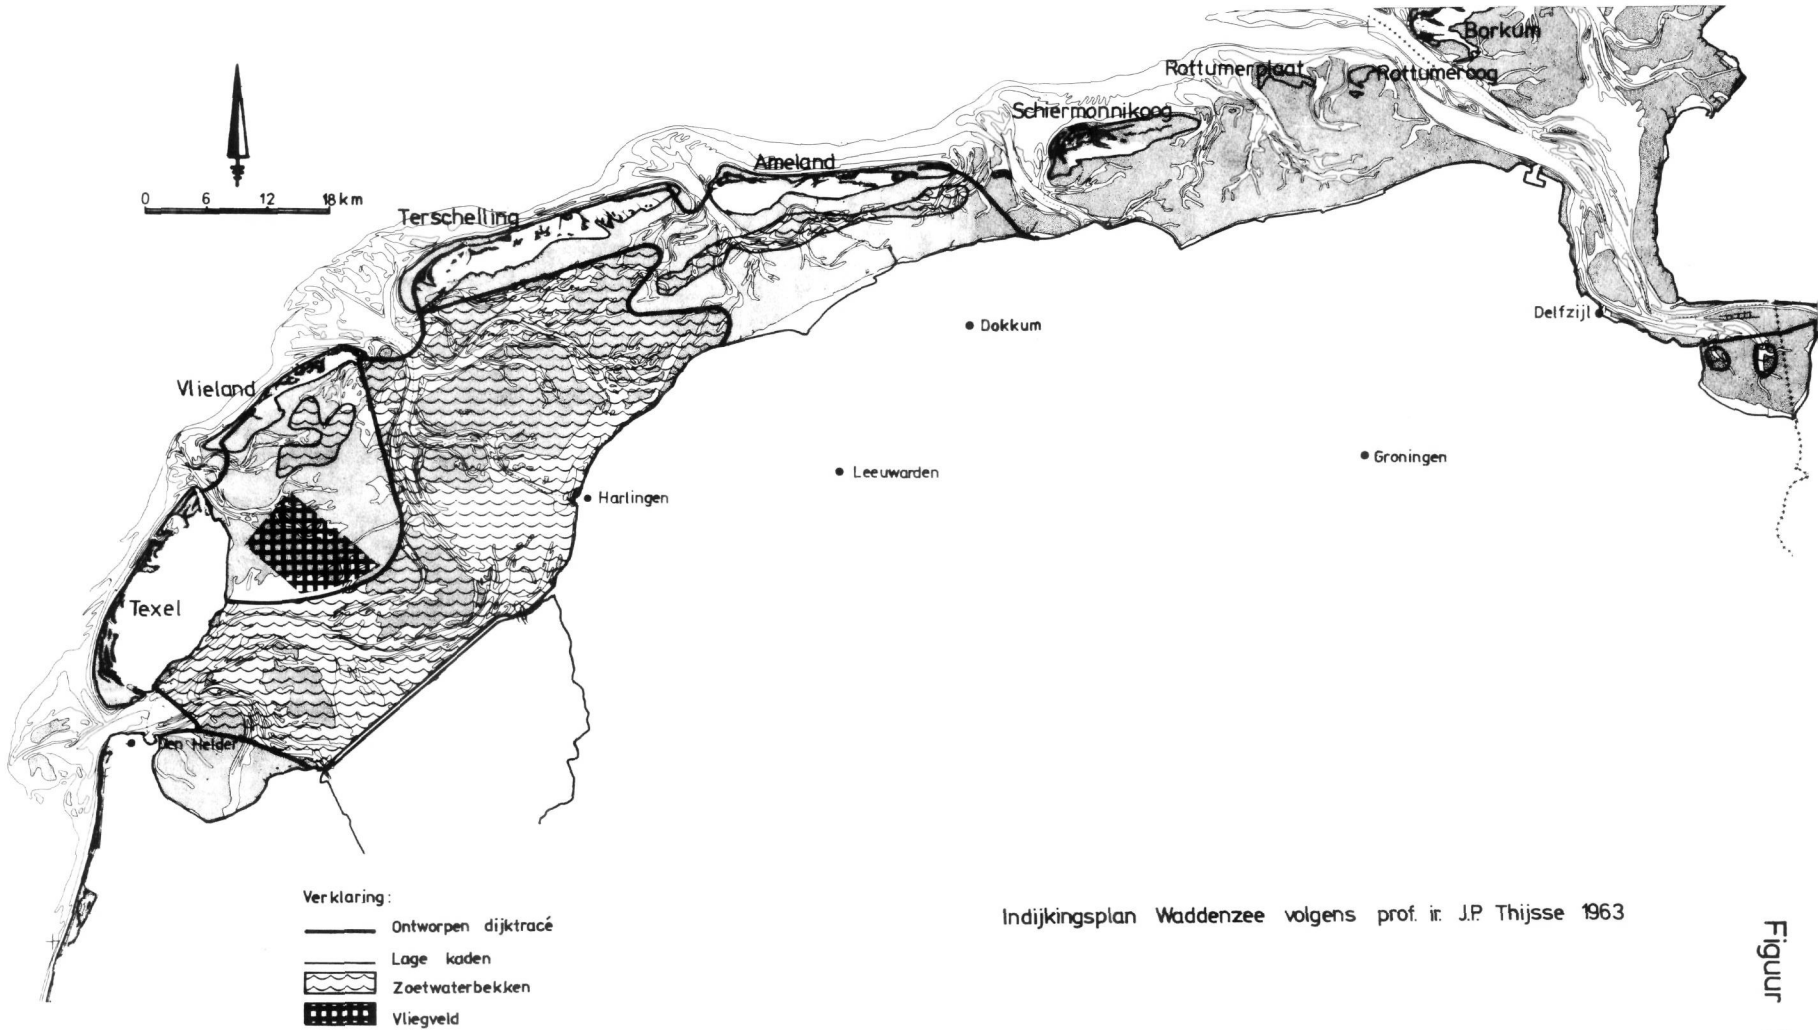 Borkum
Rottumerplaat
Rottumeroog
Schiermonnikoog
Ameland
0 6 12 18 km
Terschelling
Delfzijl
Dokkum
Vlieland
Groningen
Leeuwarden
Harlingen
Texel
Den Helder
Verklaring:
Ontworpen dijktracé
Lage kaden
Zoetwaterbekken
Vliegveld
Indijkingsplan Waddenzee volgens prof. ir. J.P. Thijsse 1963
Figuur